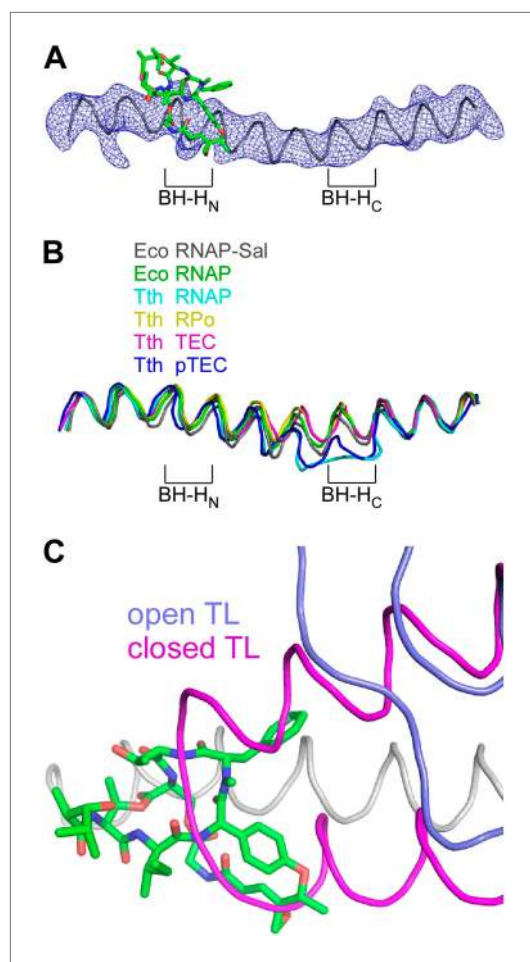 A
BH-HN
BH-HC
B
Eco RNAP-Sal
Eco RNAP
Tth RNAP
Tth RPo
Tth TEC
Tth pTEC
BH-HN
BH-HC
C
open TL
closed TL